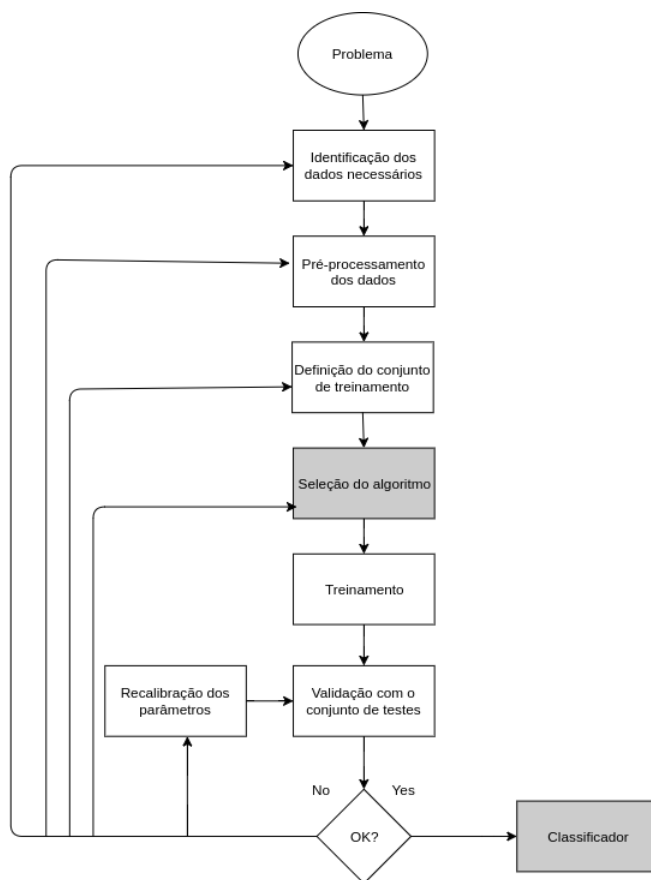 Problema
Identificação dos
dados necessários
Pré-processamento
dos dados
Definição do conjunto
de treinamento
Seleção do algoritmo
Treinamento
Recalibração dos
parâmetros
Validação com o
conjunto de testes
No
Yes
OK?
Classificador